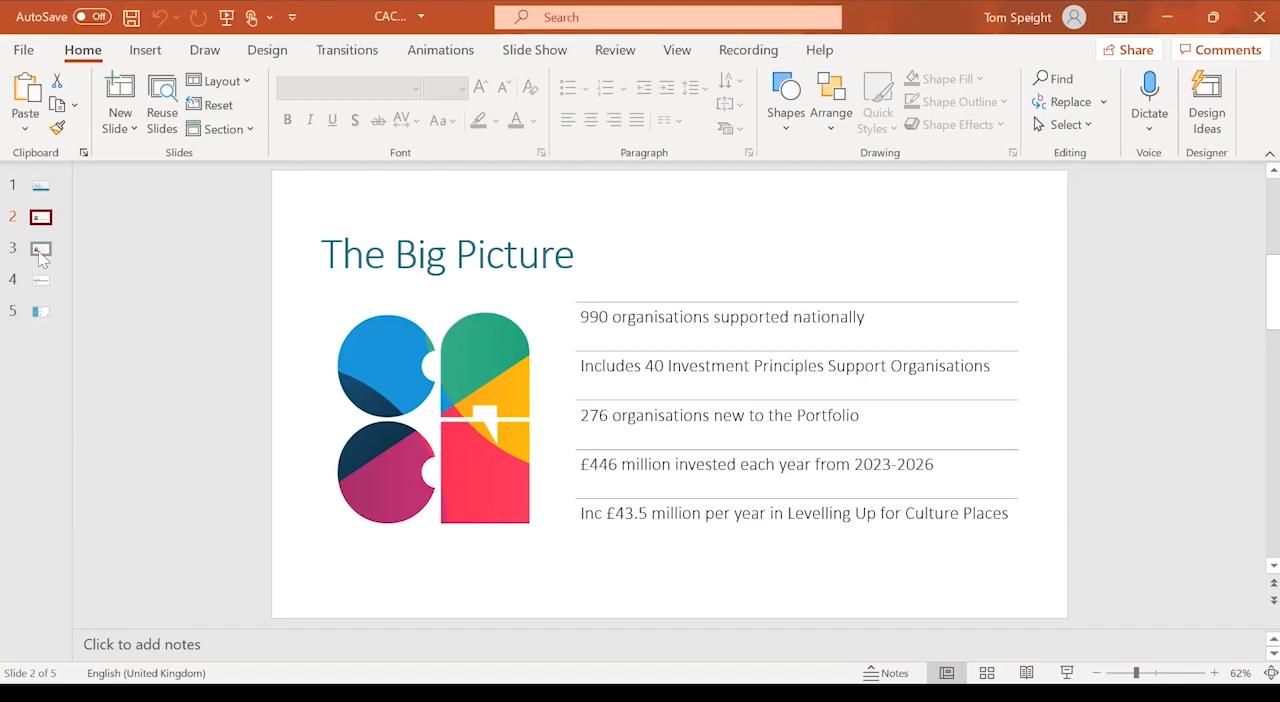 AutoSave Off CAC... Search Tom Speight
File Home Insert Draw Design Transitions Animations Slide Show Review View Recording Help Share Comments
Paste New Slide Reuse Slides Layout Reset Section B I U S ab AV Aa A Shapes Arrange Quick Styles Shape Fill Shape Outline Shape Effects Find Replace Select Dictate Design Ideas
Clipboard Slides Font Paragraph Drawing Editing Voice Designer
1
2
3
4
5
The Big Picture
990 organisations supported nationally
Includes 40 Investment Principles Support Organisations
276 organisations new to the Portfolio
£446 million invested each year from 2023-2026
Inc £43.5 million per year in Levelling Up for Culture Places
Click to add notes
Slide 2 of 5 English (United Kingdom) Notes 62%